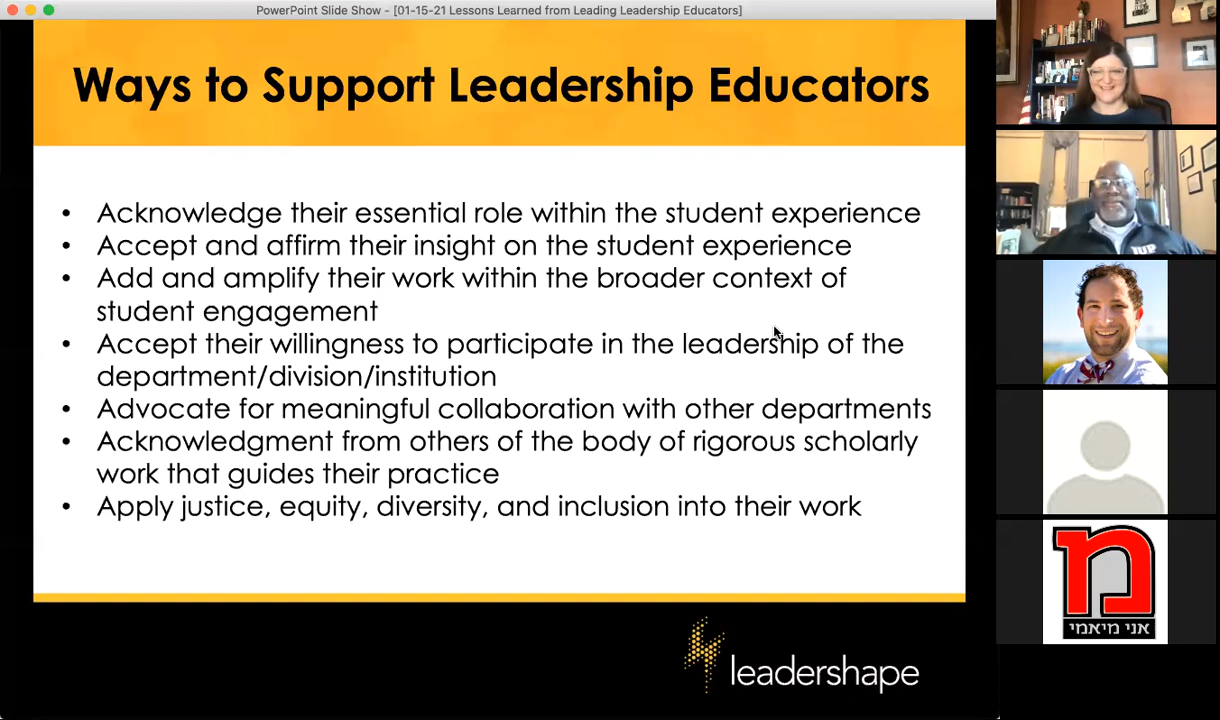 PowerPoint Slide Show - [01-15-21 Lessons Learned from Leading Leadership Educators]
Ways to Support Leadership Educators
• Acknowledge their essential role within the student experience
• Accept and affirm their insight on the student experience
• Add and amplify their work within the broader context of
student engagement
• Accept their willingness to participate in the leadership of the
department/division/institution
• Advocate for meaningful collaboration with other departments
• Acknowledgment from others of the body of rigorous scholarly
work that guides their practice
• Apply justice, equity, diversity, and inclusion into their work
leadershape
IUP
מ
אני מיאמי